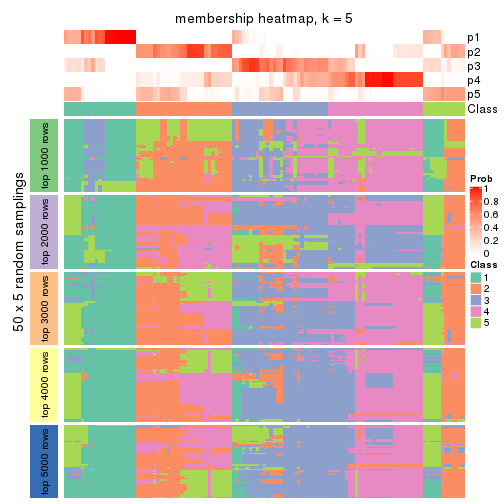 membership heatmap, k = 5
p1
p2
p3
p4
p5
Class
50 x 5 random samplings
top 1000 rows
top 2000 rows
top 3000 rows
top 4000 rows
top 5000 rows
Prob
1
0.8
0.6
0.4
0.2
0
Class
1
2
3
4
5